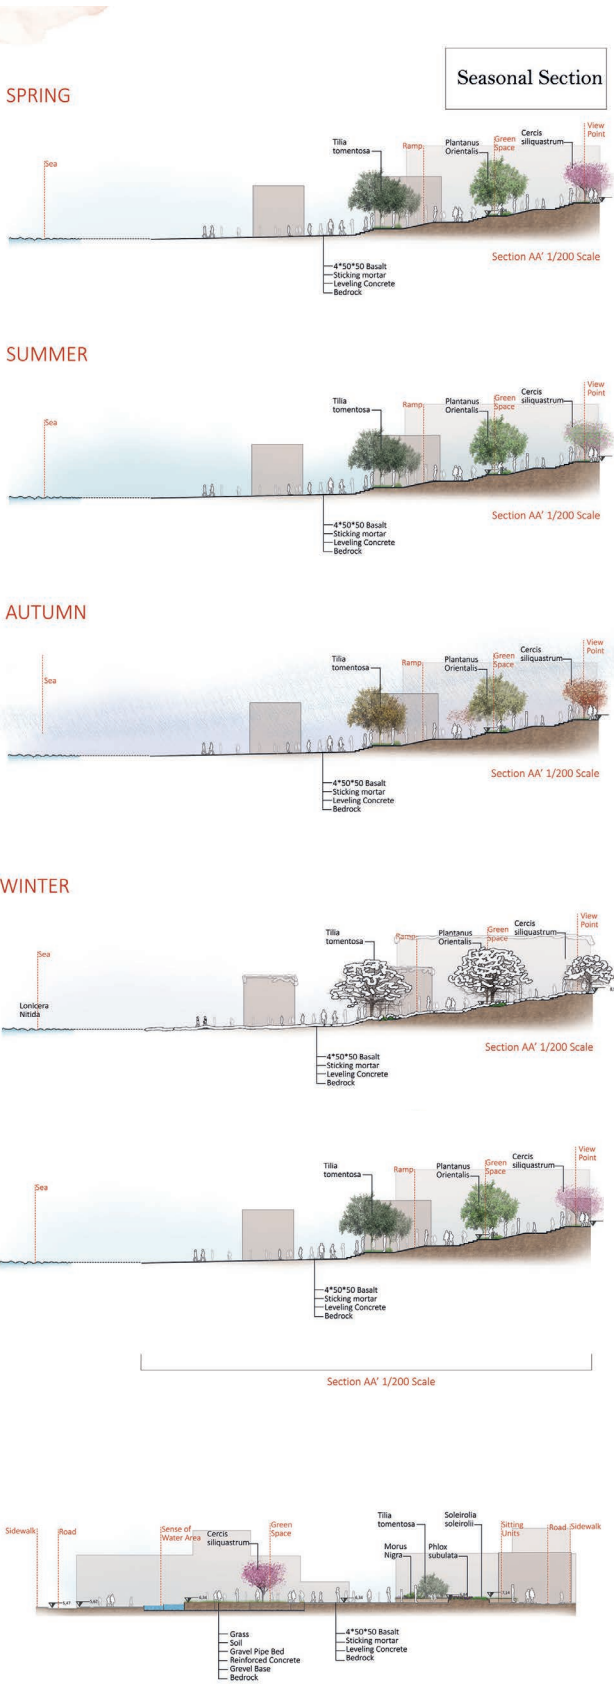 Seasonal Section
SPRING
Sea
Tilia
tomentosa
Ramp
Plantanus
Orientalis
Green
Space
Cercis
siliquastrum
View
Point
Section AA' 1/200 Scale
4*50*50 Basalt
Sticking mortar
Leveling Concrete
Bedrock
SUMMER
Sea
Tilia
tomentosa
Ramp
Plantanus
Orientalis
Green
Space
Cercis
siliquastrum
View
Point
Section AA' 1/200 Scale
4*50*50 Basalt
Sticking mortar
Leveling Concrete
Bedrock
AUTUMN
Sea
Tilia
tomentosa
Ramp
Plantanus
Orientalis
Green
Space
Cercis
siliquastrum
View
Point
Section AA' 1/200 Scale
4*50*50 Basalt
Sticking mortar
Leveling Concrete
Bedrock
WINTER
Sea
Lonicera
Nitida
Tilia
tomentosa
Ramp
Plantanus
Orientalis
Green
Space
Cercis
siliquastrum
View
Point
Section AA' 1/200 Scale
4*50*50 Basalt
Sticking mortar
Leveling Concrete
Bedrock
Sea
Tilia
tomentosa
Ramp
Plantanus
Orientalis
Green
Space
Cercis
siliquastrum
View
Point
4*50*50 Basalt
Sticking mortar
Leveling Concrete
Bedrock
Section AA' 1/200 Scale
Sidewalk
Road
Sense of
Water Area
Cercis
siliquastrum
Green
Space
Tilia
tomentosa
Soleirolia
soleirolii
Morus
Nigra
Phlox
subulata
Sitting
Units
Road
Sidewalk
Grass
Soil
Gravel Pipe Bed
Reinforced Concrete
Grevel Base
Bedrock
4*50*50 Basalt
Sticking mortar
Leveling Concrete
Bedrock